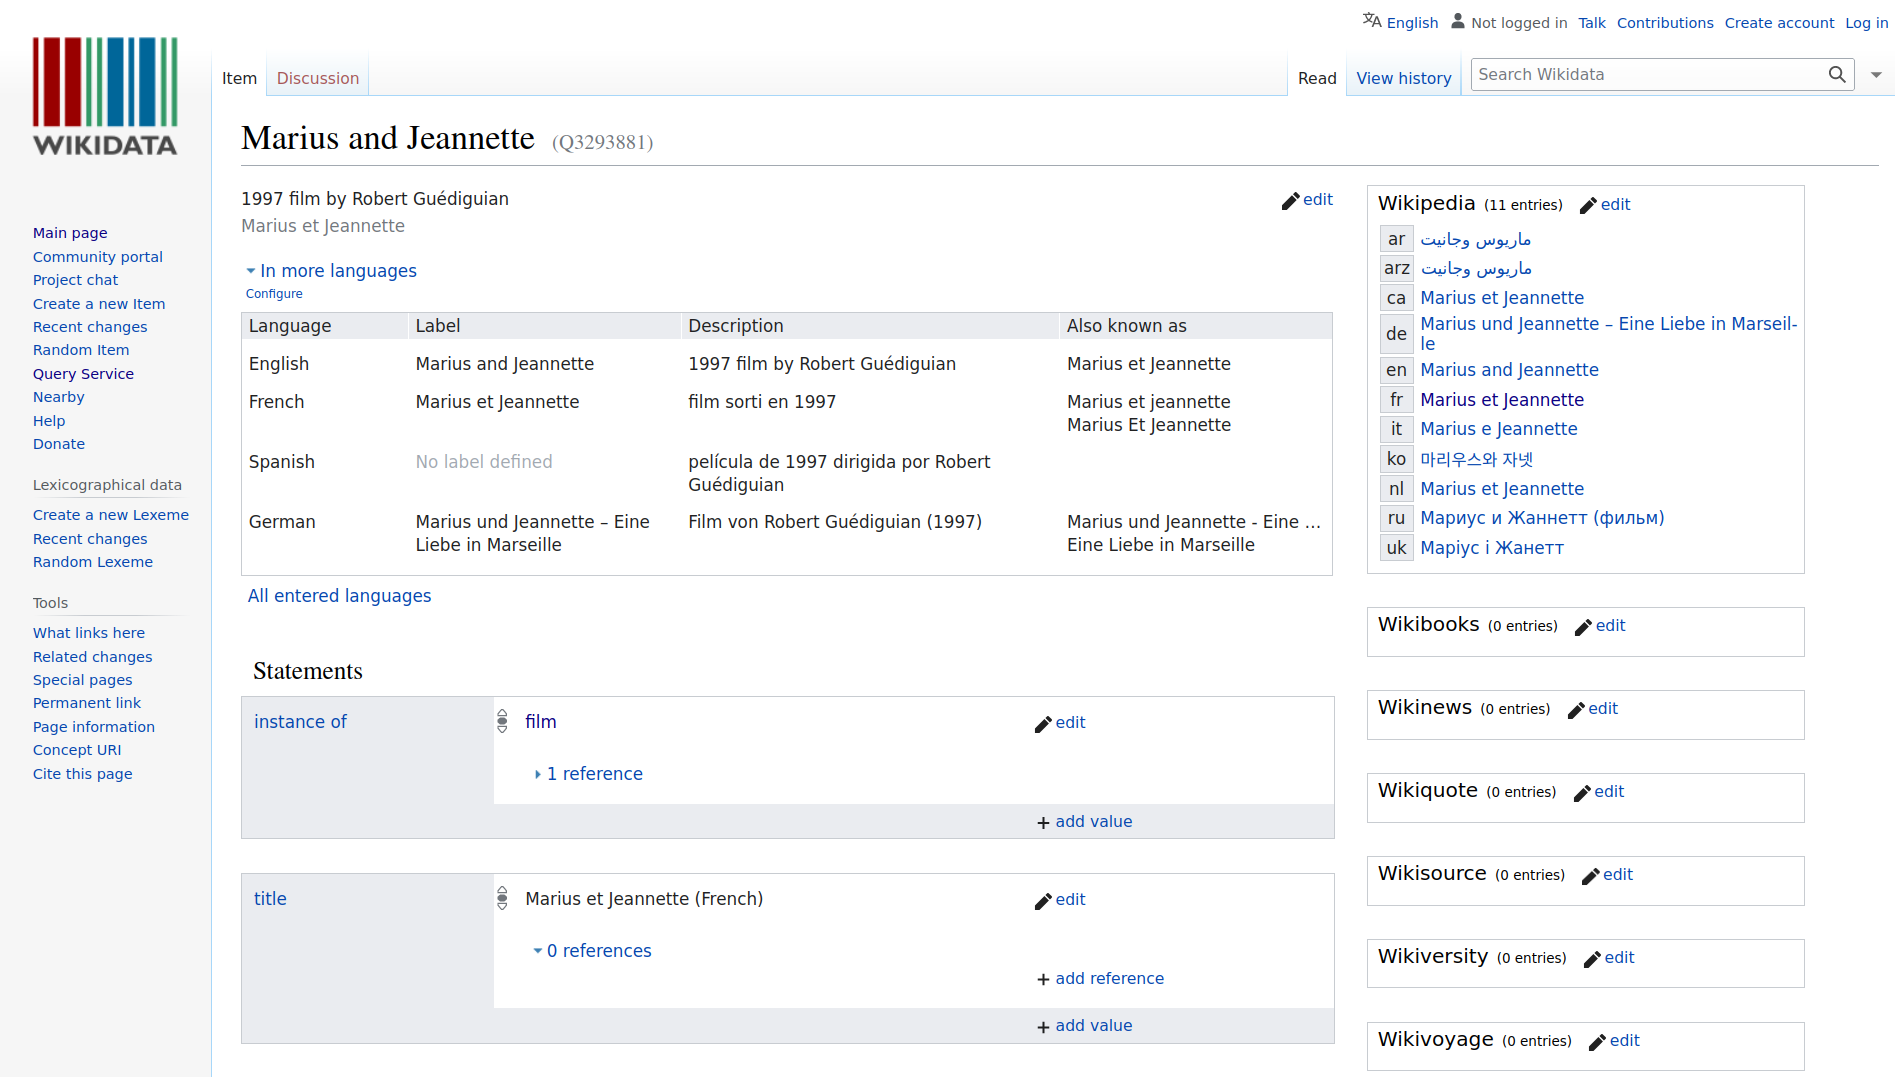 English Not logged in Talk Contributions Create account Log in
WIKIDATA
Item Discussion Read View history Search Wikidata
Main page
Community portal
Project chat
Create a new Item
Recent changes
Random Item
Query Service
Nearby
Help
Donate
Lexicographical data
Create a new Lexeme
Recent changes
Random Lexeme
Tools
What links here
Related changes
Special pages
Permanent link
Page information
Concept URI
Cite this page
Marius and Jeannette (Q3293881)
1997 film by Robert Guédiguian edit
Marius et Jeannette
In more languages
Configure
Language Label Description Also known as
English Marius and Jeannette 1997 film by Robert Guédiguian Marius et Jeannette
French Marius et Jeannette film sorti en 1997 Marius et jeannette
Marius Et Jeannette
Spanish No label defined película de 1997 dirigida por Robert
Guédiguian
German Marius und Jeannette – Eine Film von Robert Guédiguian (1997) Marius und Jeannette - Eine ...
Liebe in Marseille Eine Liebe in Marseille
All entered languages
Statements
instance of film edit
1 reference
+ add value
title Marius et Jeannette (French) edit
0 references
+ add reference
+ add value
Wikipedia (11 entries) edit
ar ماريوس وجانيت
arz ماريوس وجانيت
ca Marius et Jeannette
de Marius und Jeannette – Eine Liebe in Marseil-
le
en Marius and Jeannette
fr Marius et Jeannette
it Marius e Jeannette
ko 마리우스와 자넷
nl Marius et Jeannette
ru Мариус и Жаннетт (фильм)
uk Маріус і Жанетт
Wikibooks (0 entries) edit
Wikinews (0 entries) edit
Wikiquote (0 entries) edit
Wikisource (0 entries) edit
Wikiversity (0 entries) edit
Wikivoyage (0 entries) edit